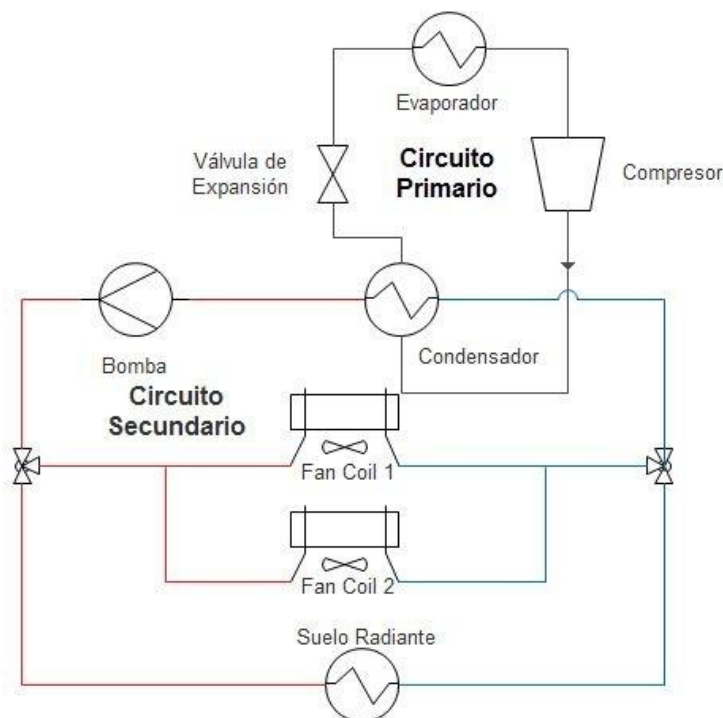 Evaporador
Válvula de
Expansión
Circuito
Primario
Compresor
Condensador
Bomba
Circuito
Secundario
Fan Coil 1
Fan Coil 2
Suelo Radiante